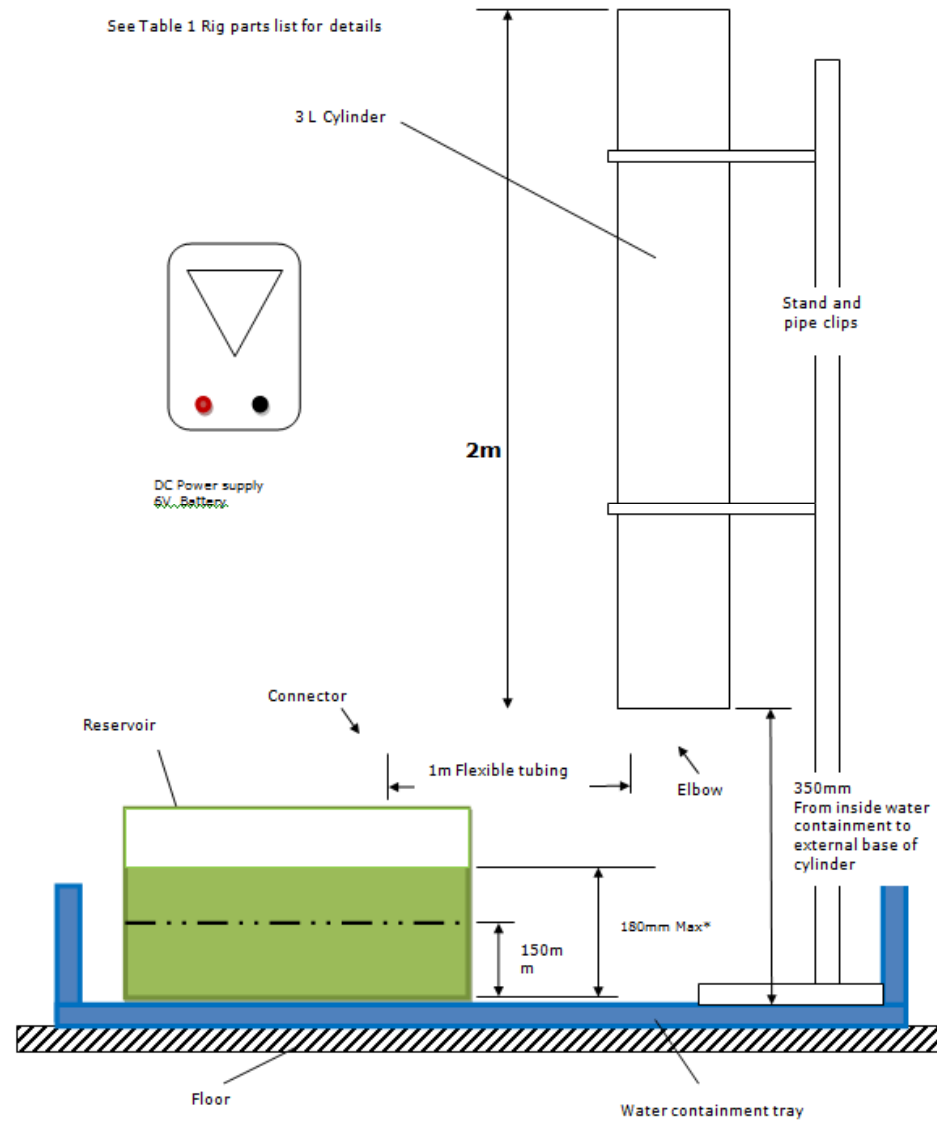 See Table 1 Rig parts list for details
3 L Cylinder
Stand and
pipe clips
2m
DC Power supply
6V Battery
Connector
Reservoir
1m Flexible tubing
Elbow
350mm
From inside water
containment to
external base of
cylinder
180mm Max*
150m
m
Floor
Water containment tray